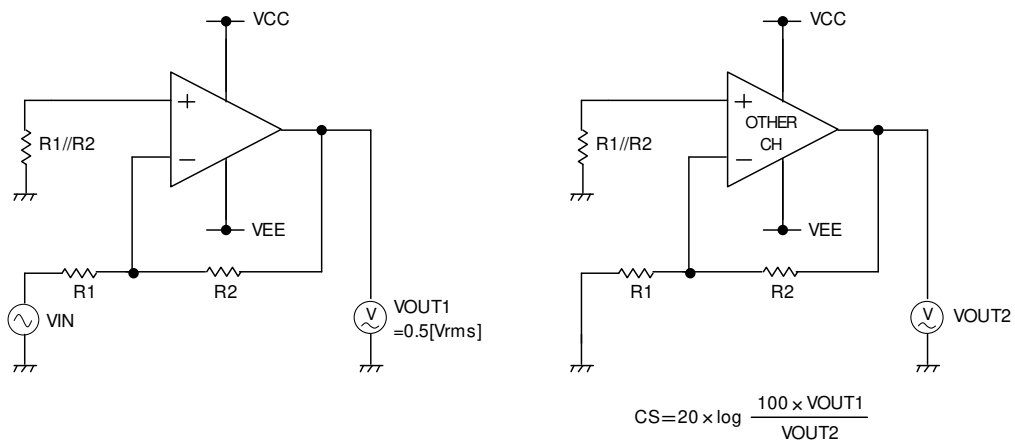 VCC
+
R1//R2
−
VEE
R1
R2
VIN
VOUT1
=0.5[Vrms]
V
VCC
+
OTHER
CH
R1//R2
−
VEE
R1
R2
V
VOUT2
CS=20×log 100×VOUT1
VOUT2